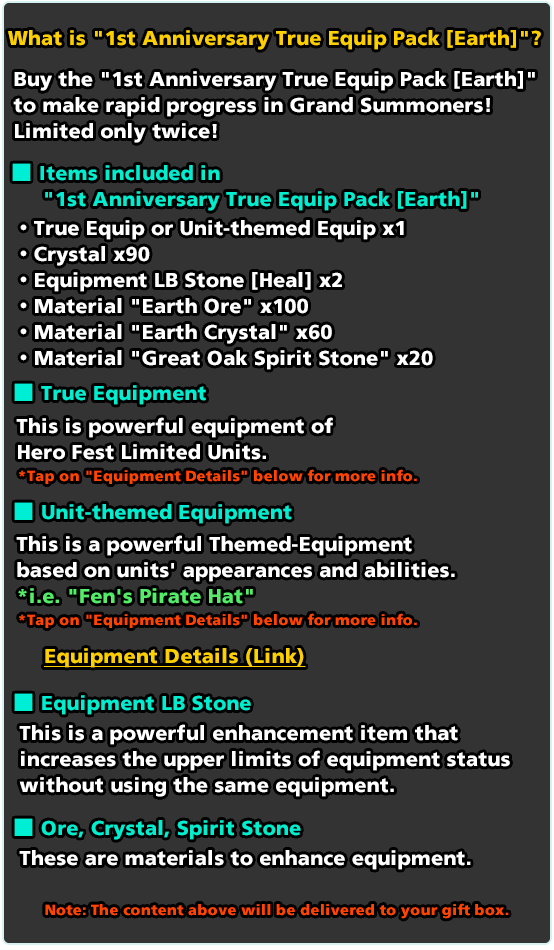 What is "1st Anniversary True Equip Pack [Earth]"?
Buy the "1st Anniversary True Equip Pack [Earth]"
to make rapid progress in Grand Summoners!
Limited only twice!
■ Items included in
"1st Anniversary True Equip Pack [Earth]"
• True Equip or Unit-themed Equip x1
• Crystal x90
• Equipment LB Stone [Heal] x2
• Material "Earth Ore" x100
• Material "Earth Crystal" x60
• Material "Great Oak Spirit Stone" x20
■ True Equipment
This is powerful equipment of
Hero Fest Limited Units.
*Tap on "Equipment Details" below for more info.
■ Unit-themed Equipment
This is a powerful Themed-Equipment
based on units' appearances and abilities.
*i.e. "Fen's Pirate Hat"
*Tap on "Equipment Details" below for more info.
Equipment Details (Link)
■ Equipment LB Stone
This is a powerful enhancement item that
increases the upper limits of equipment status
without using the same equipment.
■ Ore, Crystal, Spirit Stone
These are materials to enhance equipment.
Note: The content above will be delivered to your gift box.